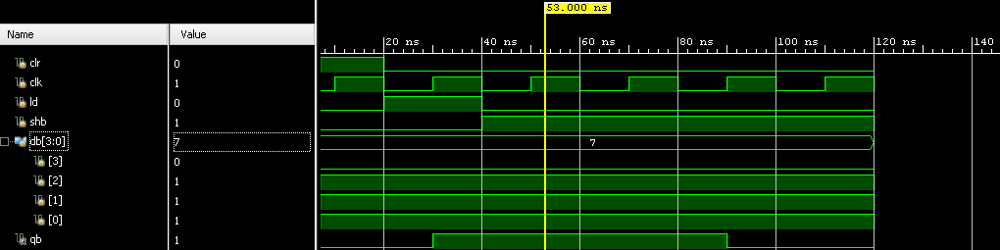 53.000 ns
Name Value
20 ns 40 ns 60 ns 80 ns 100 ns 120 ns 140
clr 0
clk 1
ld 0
shb 1
db[3:0] 7 7
[3] 0
[2] 1
[1] 1
[0] 1
qb 1